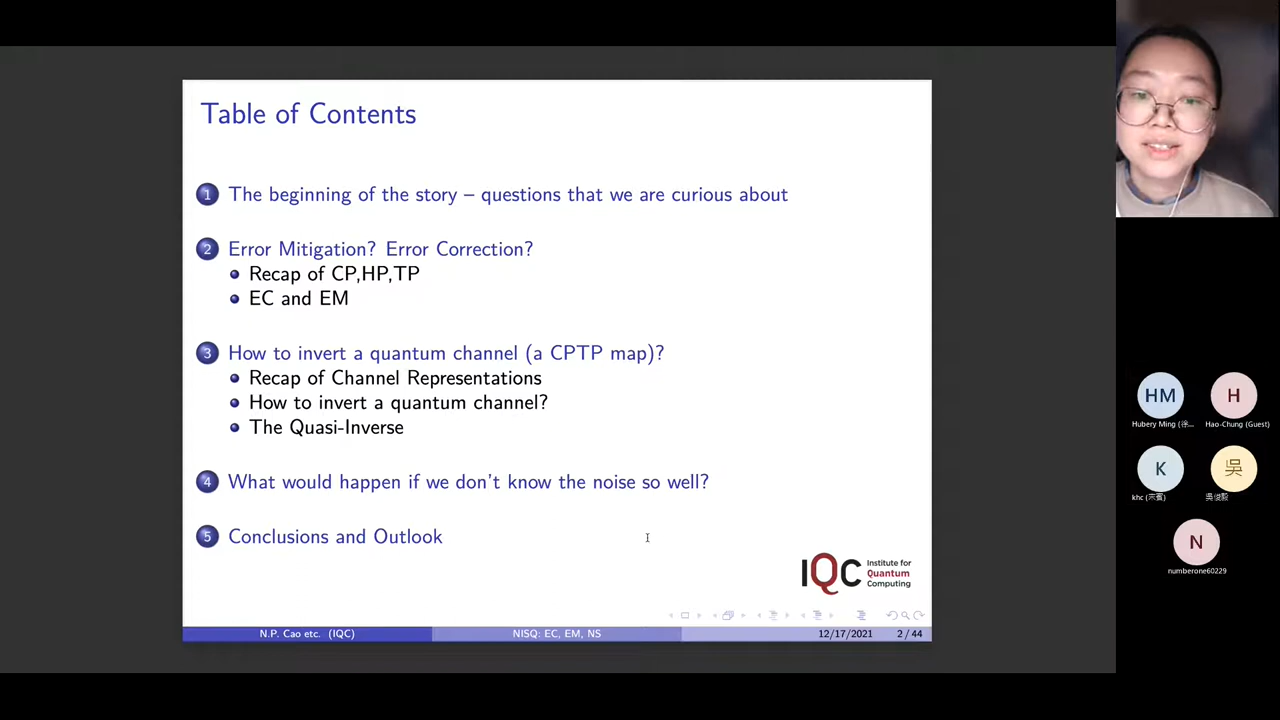 Table of Contents
1 The beginning of the story – questions that we are curious about
2 Error Mitigation? Error Correction?
Recap of CP,HP,TP
EC and EM
3 How to invert a quantum channel (a CPTP map)?
Recap of Channel Representations
How to invert a quantum channel?
The Quasi-Inverse
4 What would happen if we don't know the noise so well?
5 Conclusions and Outlook
IQC Institute for
Quantum
Computing
N.P. Cao etc. (IQC) NISQ: EC, EM, NS 12/17/2021 2 / 44
HM H
Hubery Ming (徐... Hao-Chung (Guest)
K 吳
khc (宗賓) 吳俊毅
N
numberone60229